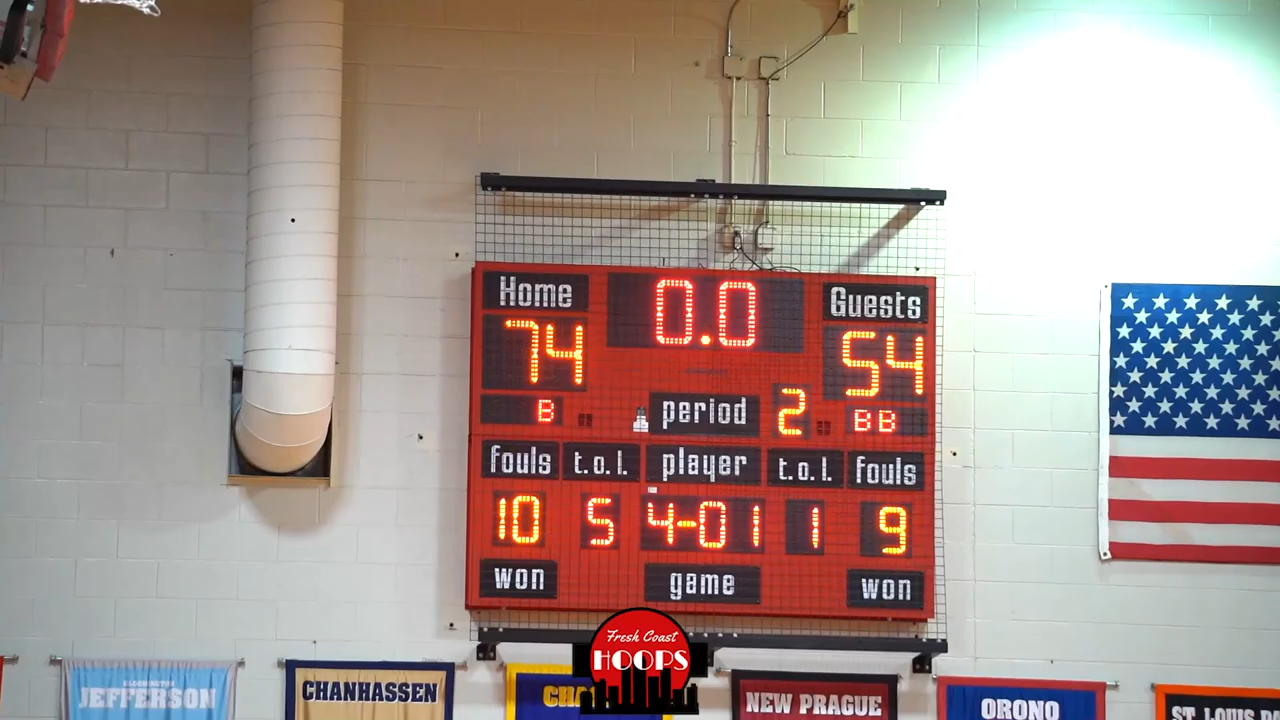 Home
0.0
Guests
74
54
B
period
2
BB
fouls
t.o.l.
player
t.o.l.
fouls
10
5
4-01
1
9
won
game
won
Fresh Coast
HOOPS
BLOOMINGTON
JEFFERSON
CHANHASSEN
NEW PRAGUE
ORONO
ST. LOUIS